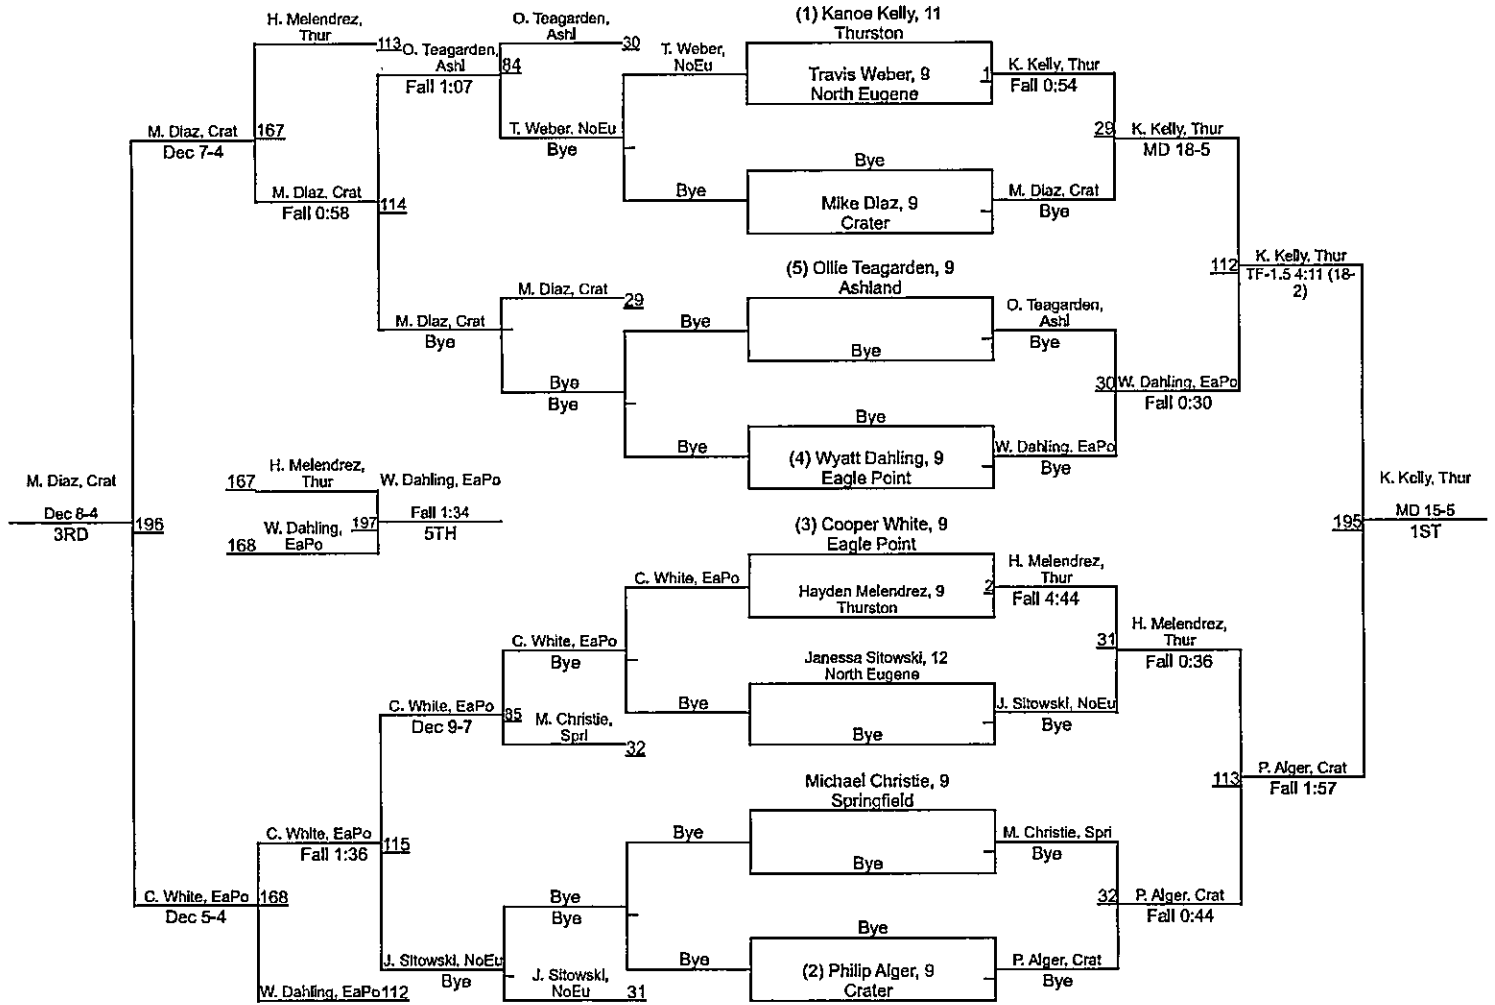 H. Melendrez,
Thur
113
O. Teagarden,
Ashl
Fall 1:07
O. Teagarden,
Ashl
30
84
T. Weber,
NoEu
(1) Kanoe Kelly, 11
Thurston
Travis Weber, 9
North Eugene
1
K. Kelly, Thur
Fall 0:54
M. Diaz, Crat
Dec 7-4
167
T. Weber, NoEu
Bye
29
K. Kelly, Thur
MD 18-5
Bye
M. Diaz, Crat
Fall 0:58
114
Bye
Mike Diaz, 9
Crater
M. Diaz, Crat
Bye
(5) Ollie Teagarden, 9
Ashland
112
K. Kelly, Thur
TF-1.5 4:11 (18-
2)
M. Diaz, Crat
29
M. Diaz, Crat
Bye
Bye
Bye
O. Teagarden,
Ashl
Bye
Bye
Bye
30
W. Dahling, EaPo
Fall 0:30
Bye
Bye
(4) Wyatt Dahling, 9
Eagle Point
W. Dahling, EaPo
Bye
M. Diaz, Crat
Dec 8-4
3RD
196
167
H. Melendrez,
Thur
168
W. Dahling,
EaPo
197
W. Dahling, EaPo
Fall 1:34
5TH
K. Kelly, Thur
MD 15-5
1ST
195
(3) Cooper White, 9
Eagle Point
C. White, EaPo
Hayden Melendrez, 9
Thurston
2
H. Melendrez,
Thur
Fall 4:44
C. White, EaPo
Bye
Janessa Sitowski, 12
North Eugene
31
H. Melendrez,
Thur
Fall 0:36
C. White, EaPo
Dec 9-7
85
M. Christie,
Spri
32
Bye
Bye
J. Sitowski, NoEu
Bye
Michael Christie, 9
Springfield
113
P. Alger, Crat
Fall 1:57
C. White, EaPo
Fall 1:36
115
Bye
Bye
M. Christie, Spri
Bye
C. White, EaPo
Dec 5-4
168
Bye
Bye
32
P. Alger, Crat
Fall 0:44
Bye
J. Sitowski, NoEu
Bye
J. Sitowski,
NoEu
31
Bye
(2) Philip Alger, 9
Crater
P. Alger, Crat
Bye
W. Dahling, EaPo
112